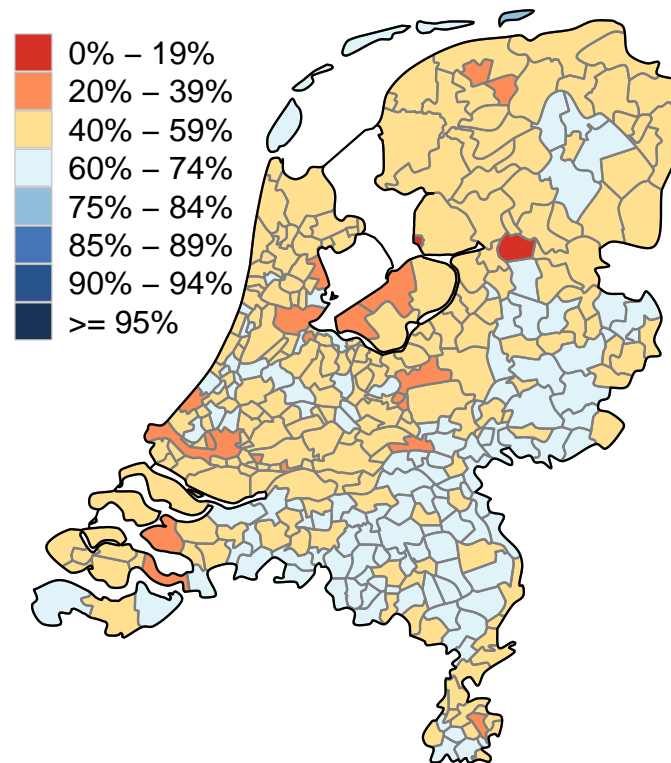 0% – 19%
20% – 39%
40% – 59%
60% – 74%
75% – 84%
85% – 89%
90% – 94%
>= 95%